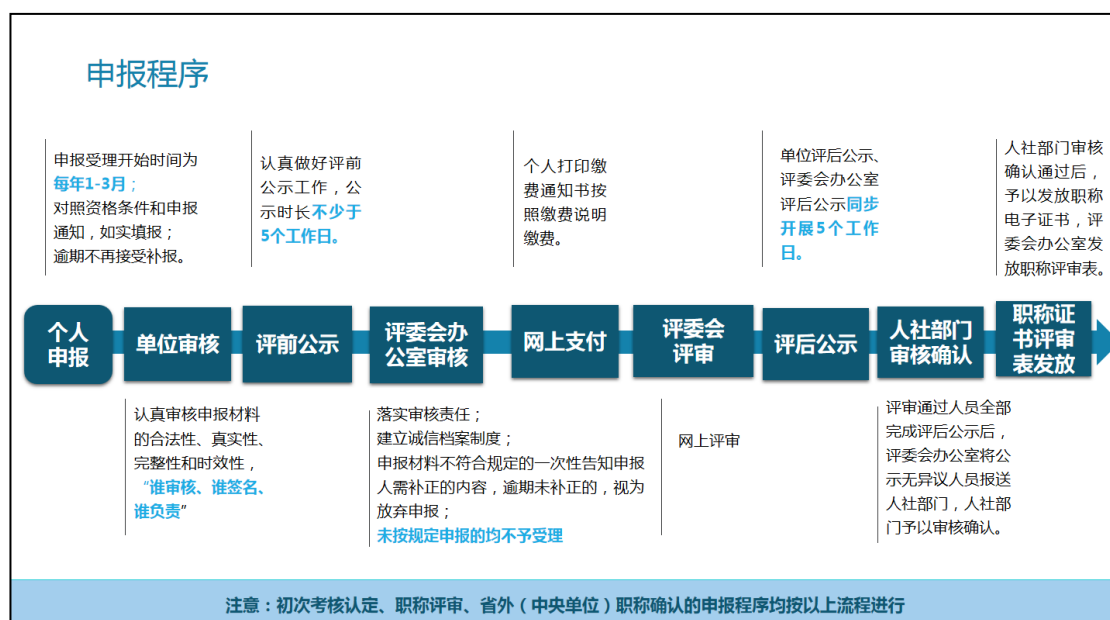 申报程序
申报受理开始时间为
每年1-3月；
对照资格条件和申报
通知，如实填报；
逾期不再接受补报。
认真做好评前
公示工作，公
示时长不少于
5个工作日。
个人打印缴
费通知书按
照缴费说明
缴费。
单位评后公示、
评委会办公室
评后公示同步
开展5个工作
日。
人社部门审核
确认通过后，
予以发放职称
电子证书，评
委会办公室发
放职称评审表。
个人
申报
单位审核
评前公示
评委会办
公室审核
网上支付
评委会
评审
评后公示
人社部门
审核确认
职称证
书评审
表发放
认真审核申报材料
的合法性、真实性、
完整性和时效性，
“谁审核、谁签名、
谁负责”
落实审核责任；
建立诚信档案制度；
申报材料不符合规定的一次性告知申报
人需补正的内容，逾期未补正的，视为
放弃申报；
未按规定申报的均不予受理
网上评审
评审通过人员全部
完成评后公示后，
评委会办公室将公
示无异议人员报送
人社部门，人社部
门予以审核确认。
注意：初次考核认定、职称评审、省外（中央单位）职称确认的申报程序均按以上流程进行